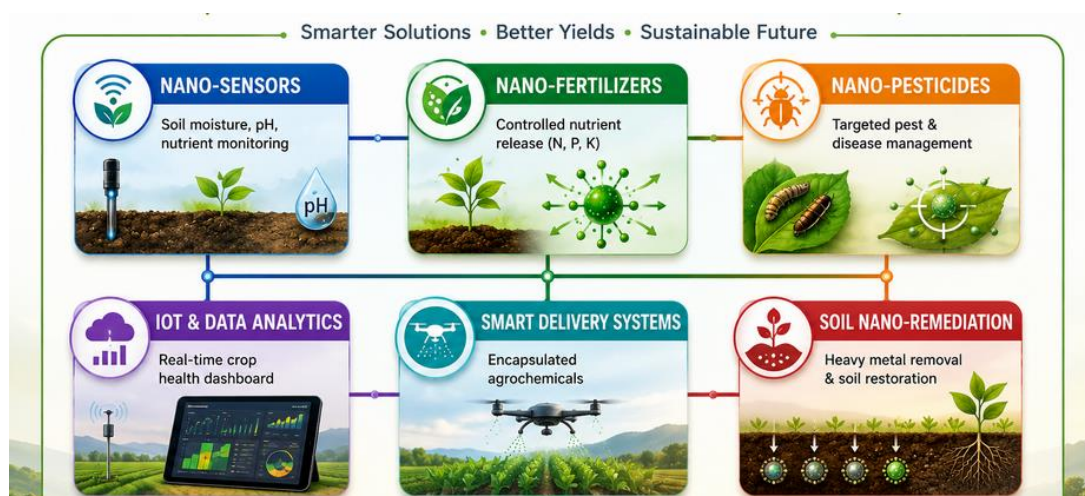 Smarter Solutions • Better Yields • Sustainable Future
NANO-SENSORS
Soil moisture, pH,
nutrient monitoring
pH
NANO-FERTILIZERS
Controlled nutrient
release (N, P, K)
NANO-PESTICIDES
Targeted pest &
disease management
IOT & DATA ANALYTICS
Real-time crop
health dashboard
SMART DELIVERY SYSTEMS
Encapsulated
agrochemicals
SOIL NANO-REMEDIATION
Heavy metal removal
& soil restoration